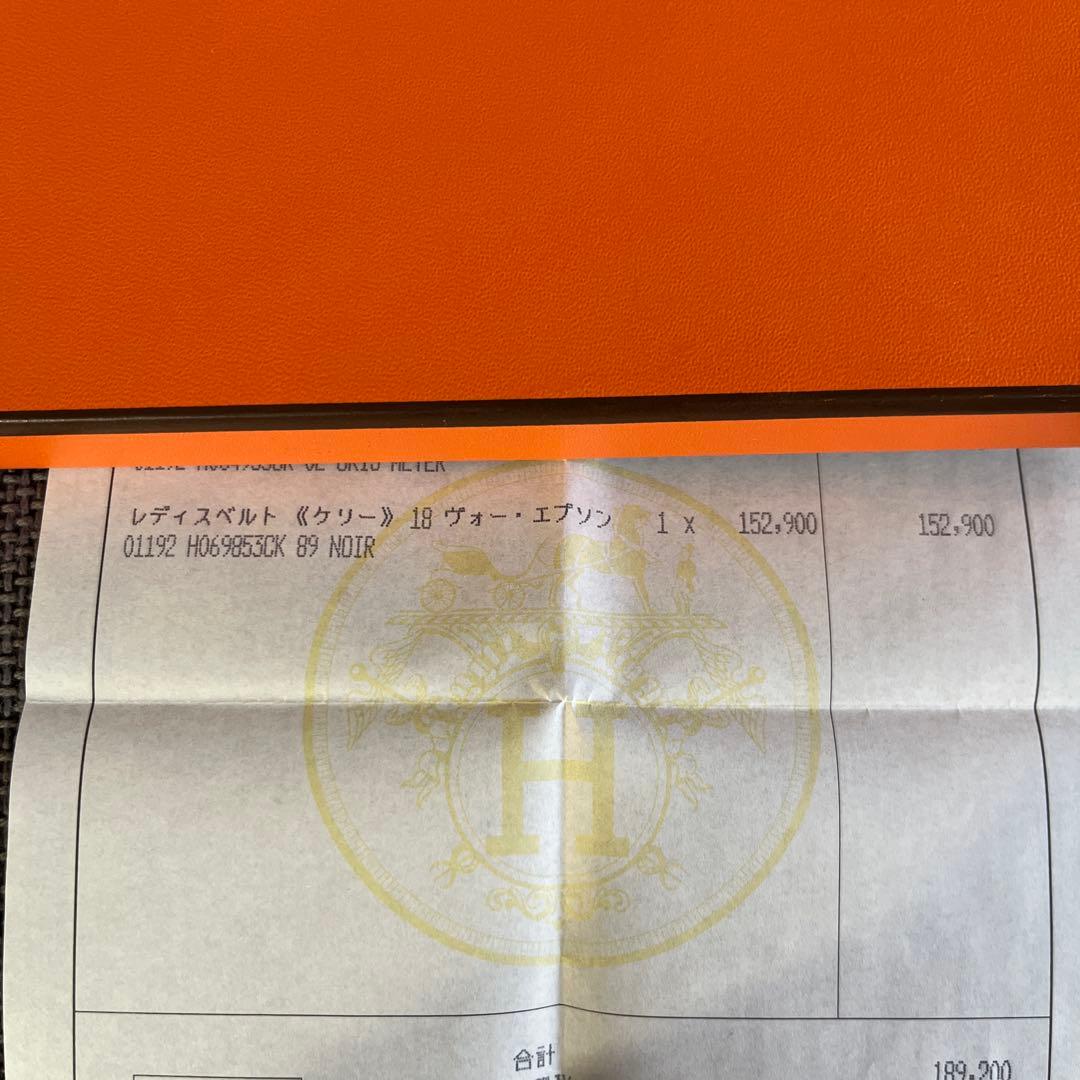 レディスベルト 《ケリー》 18 ヴォー・エプソン 1 x 152,900 152,900
01192 H069853CK 89 NOIR
H
合計 189,200